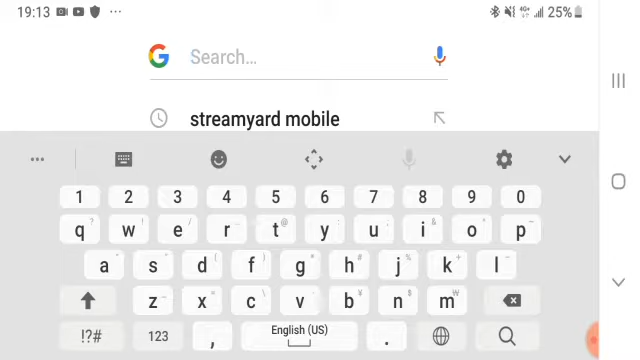 19:13 ... 4G+ 25%
G Search...
streamyard mobile
...
1 2 3 4 5 6 7 8 9 0
q? w! e/ r t@ y; u: i& o* p
a s d( f) g* h# j% k+ l-
z x= c\ v b¥ n$ m₩
!?# 123 , English (US) .